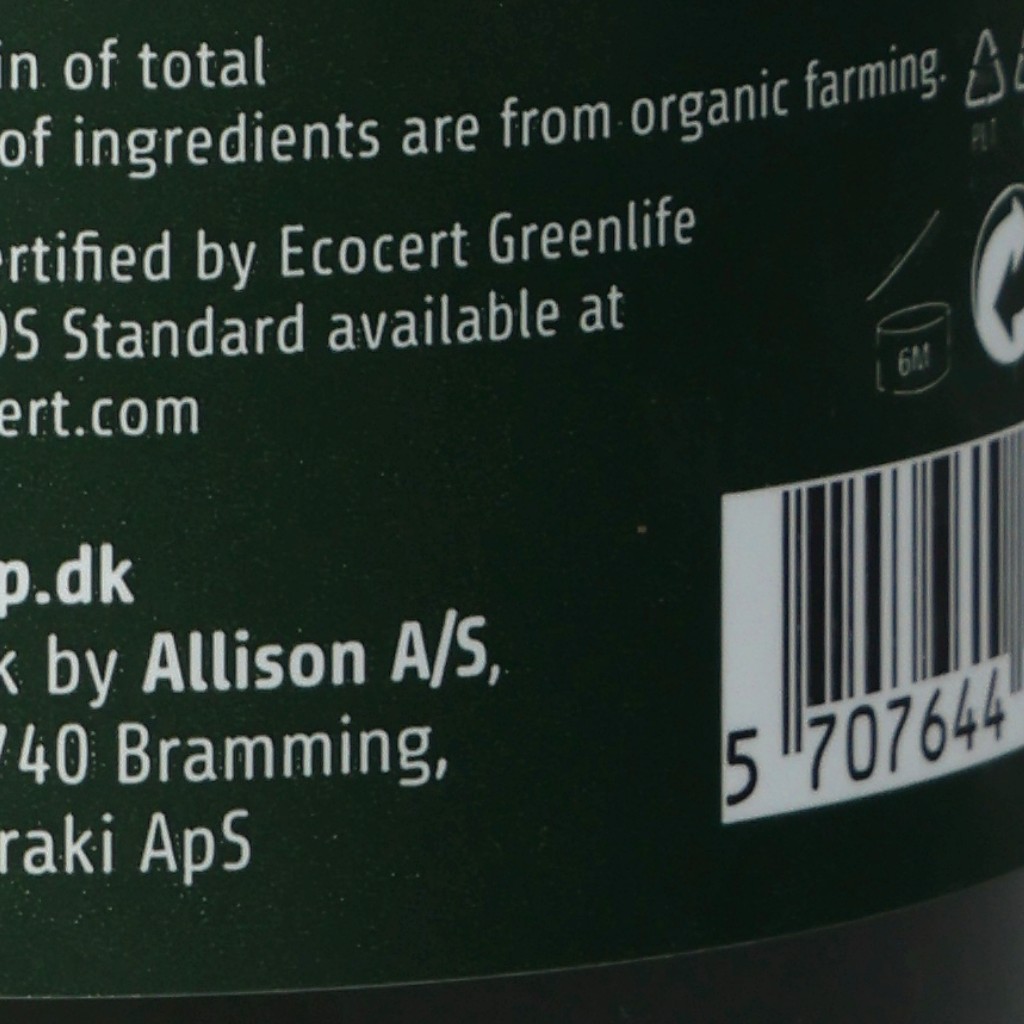 in of total
of ingredients are from organic farming.
ertified by Ecocert Greenlife
OS Standard available at
ert.com
6M
p.dk
k by Allison A/S,
740 Bramming,
raki ApS
5 707644